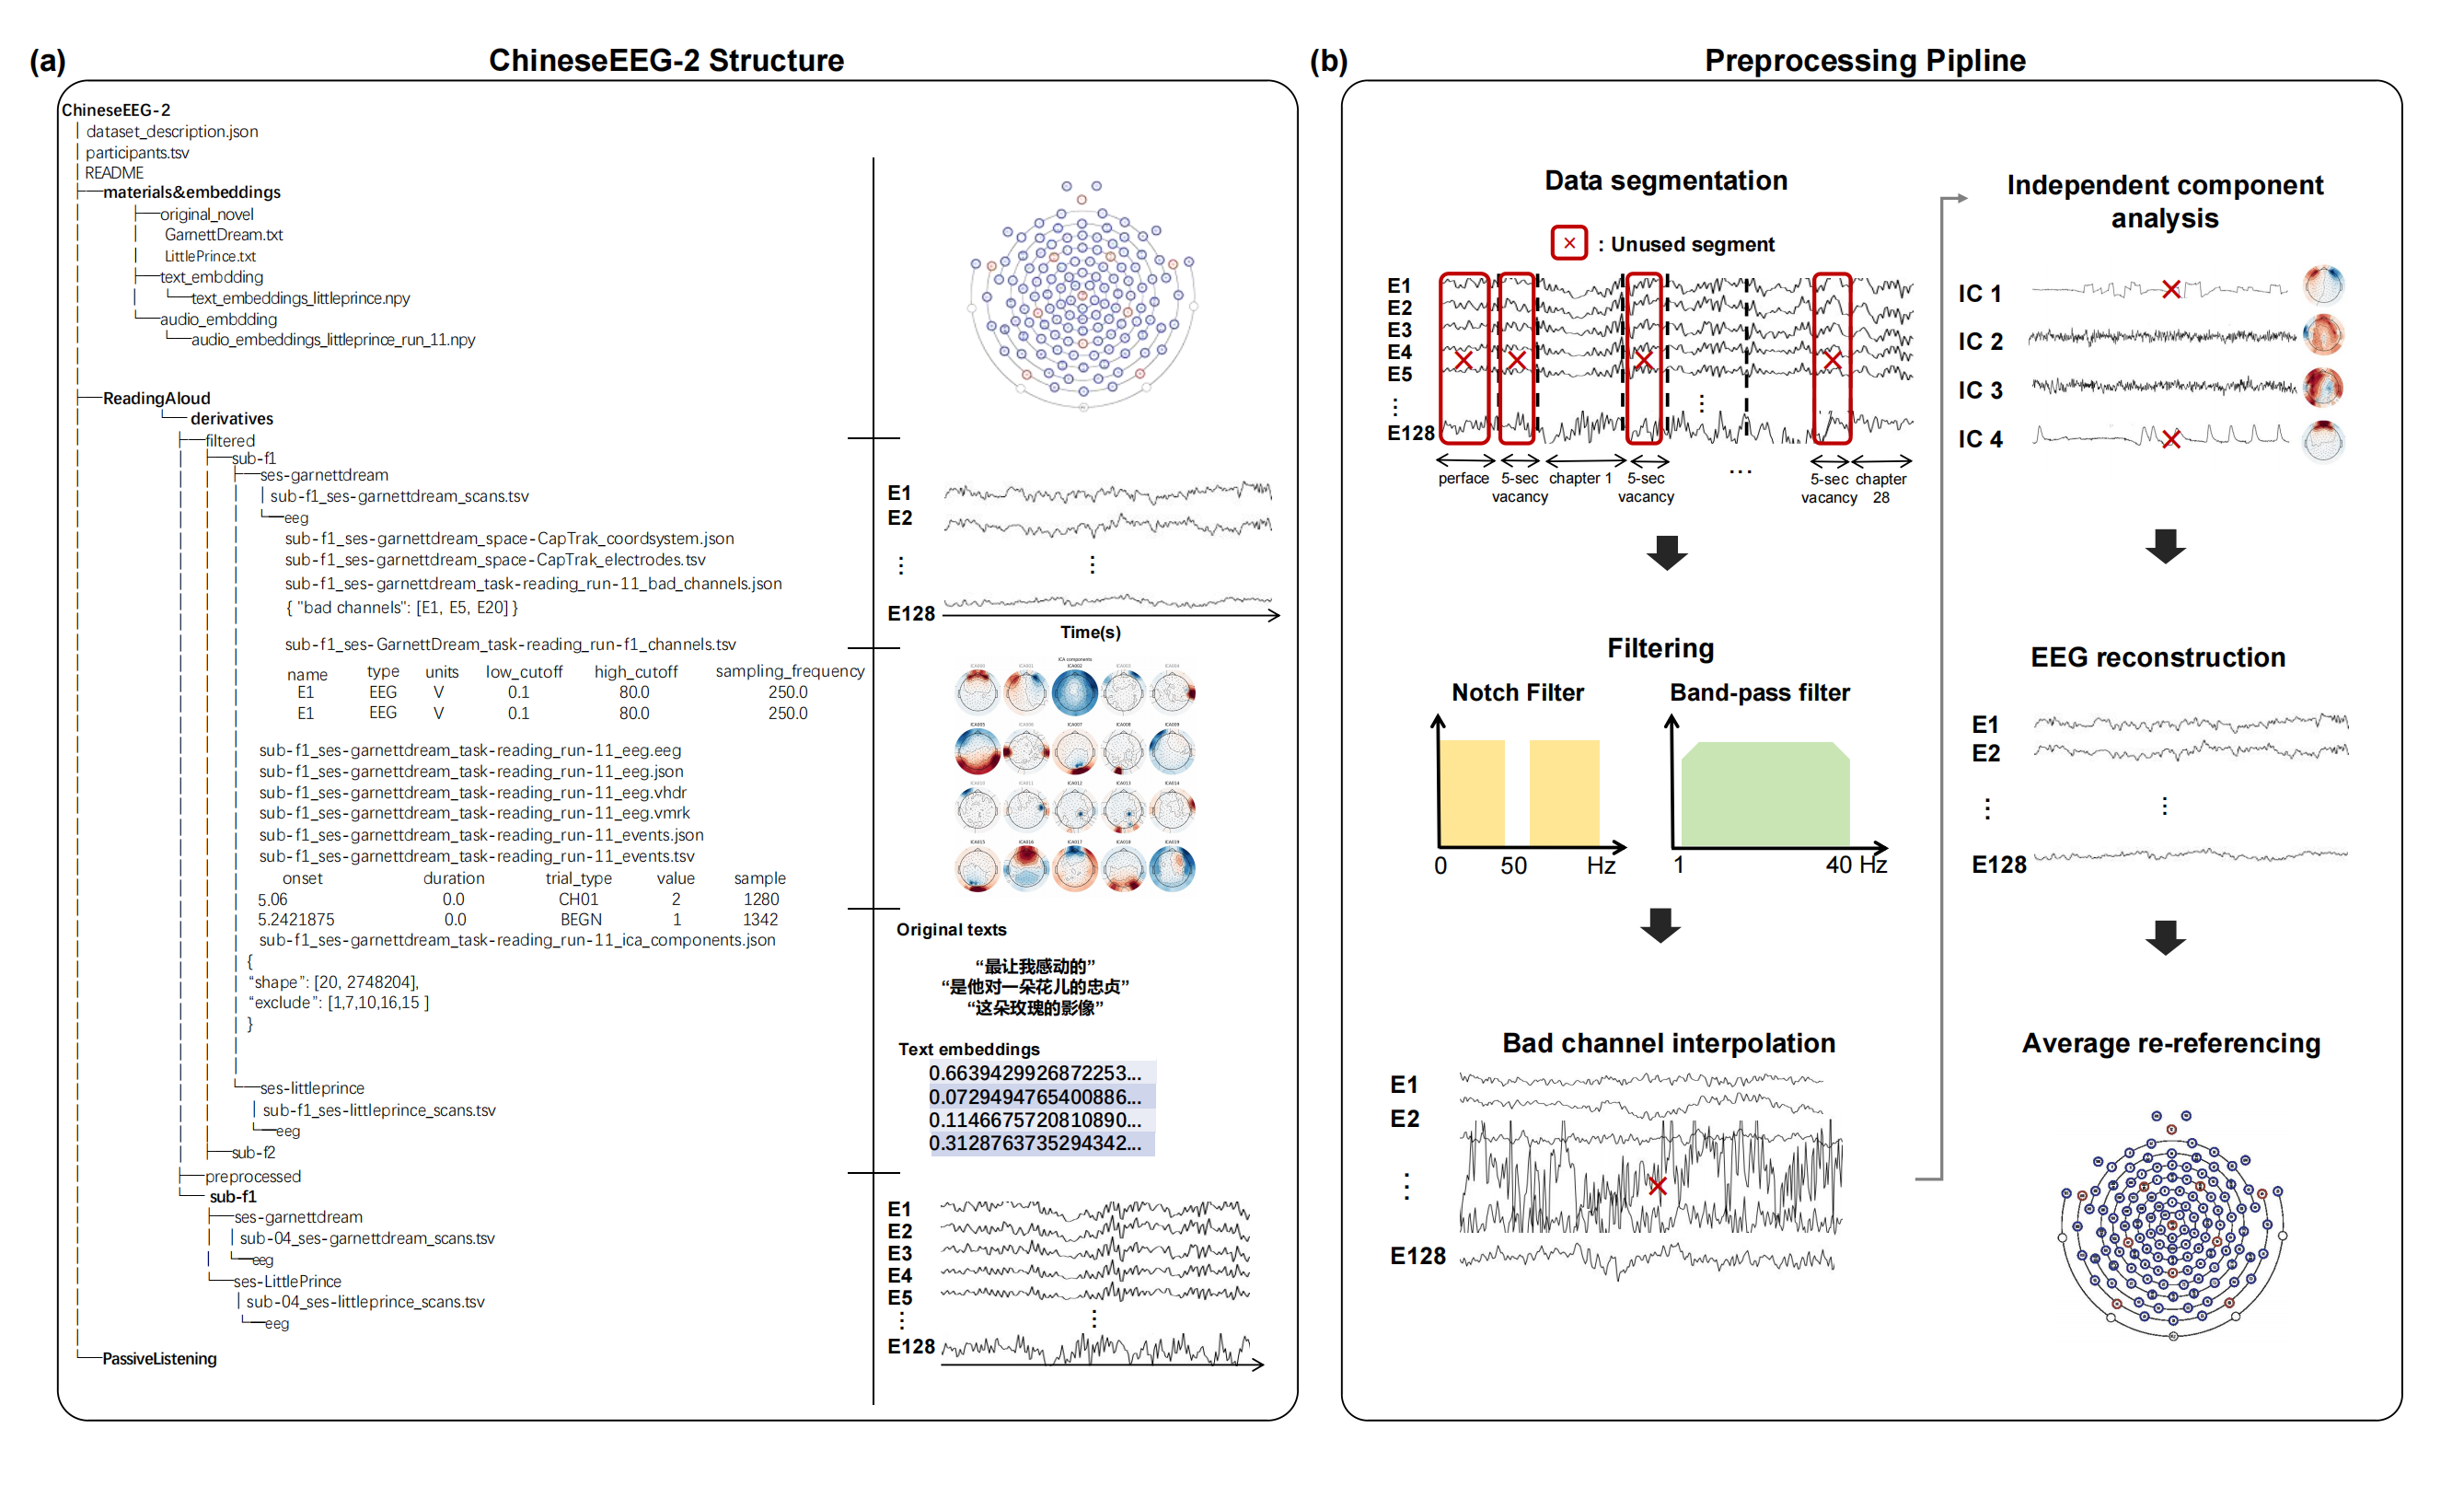 (a)
ChineseEEG-2 Structure
ChineseEEG-2
dataset_description.json
participants.tsv
README
materials&embeddings
original_novel
GarnettDream.txt
LittlePrince.txt
text_embdding
text_embeddings_littleprince.npy
audio_embdding
audio_embeddings_littleprince_run_11.npy
ReadingAloud
derivatives
filtered
sub-f1
ses-garnettdream
sub-f1_ses-garnettdream_scans.tsv
eeg
sub-f1_ses-garnettdream_space-CapTrak_coordsystem.json
sub-f1_ses-garnettdream_space-CapTrak_electrodes.tsv
sub-f1_ses-garnettdream_task-reading_run-11_bad_channels.json
{ "bad channels": [E1, E5, E20] }
sub-f1_ses-GarnettDream_task-reading_run-f1_channels.tsv
name type units low_cutoff high_cutoff sampling_frequency
E1 EEG V 0.1 80.0 250.0
E1 EEG V 0.1 80.0 250.0
sub-f1_ses-garnettdream_task-reading_run-11_eeg.eeg
sub-f1_ses-garnettdream_task-reading_run-11_eeg.json
sub-f1_ses-garnettdream_task-reading_run-11_eeg.vhdr
sub-f1_ses-garnettdream_task-reading_run-11_eeg.vmrk
sub-f1_ses-garnettdream_task-reading_run-11_events.json
sub-f1_ses-garnettdream_task-reading_run-11_events.tsv
onset duration trial_type value sample
5.06 0.0 CH01 2 1280
5.2421875 0.0 BEGN 1 1342
sub-f1_ses-garnettdream_task-reading_run-11_ica_components.json
{
“shape”: [20, 2748204],
“exclude”: [1,7,10,16,15 ]
}
ses-littleprince
sub-f1_ses-littleprince_scans.tsv
eeg
sub-f2
preprocessed
sub-f1
ses-garnettdream
sub-04_ses-garnettdream_scans.tsv
eeg
ses-LittlePrince
sub-04_ses-littleprince_scans.tsv
eeg
PassiveListening
E1
E2
⋮
⋮
E128
Time(s)
ICA components
Original texts
“最让我感动的”
“是他对一朵花儿的忠贞”
“这朵玫瑰的影像”
Text embeddings
0.6639429926872253...
0.0729494765400886...
0.1146675720810890...
0.3128763735294342...
E1
E2
E3
E4
E5
⋮
⋮
E128
(b)
Preprocessing Pipline
Data segmentation
: Unused segment
E1
E2
E3
E4
E5
⋮
⋮
E128
perface
5-sec vacancy
chapter 1
5-sec vacancy
...
5-sec vacancy
chapter 28
Filtering
Notch Filter
0 50 Hz
Band-pass filter
1 40 Hz
Bad channel interpolation
E1
E2
⋮
E128
Independent component
analysis
IC 1
IC 2
IC 3
IC 4
EEG reconstruction
E1
E2
⋮
⋮
E128
Average re-referencing